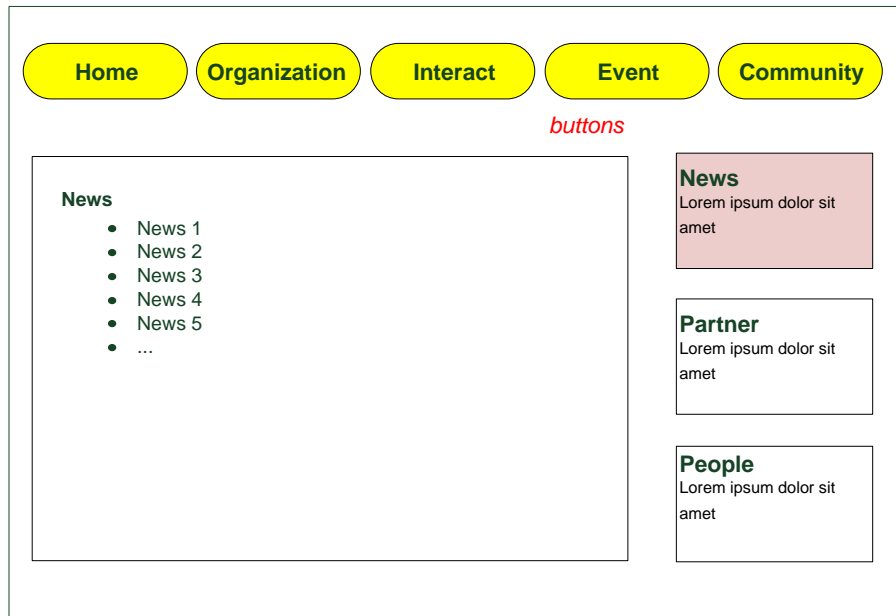 Home Organization Interact Event Community
buttons
News
News 1
News 2
News 3
News 4
News 5
...
News
Lorem ipsum dolor sit
amet
Partner
Lorem ipsum dolor sit
amet
People
Lorem ipsum dolor sit
amet